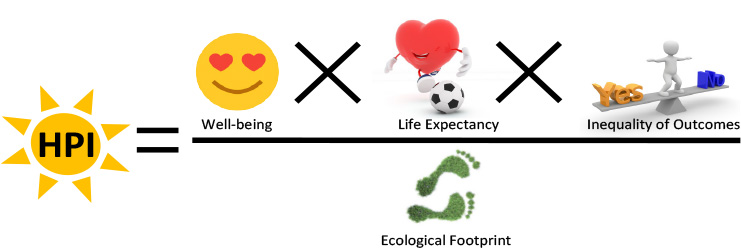 Yes
No
Well-being
Life Expectancy
Inequality of Outcomes
HPI
Ecological Footprint